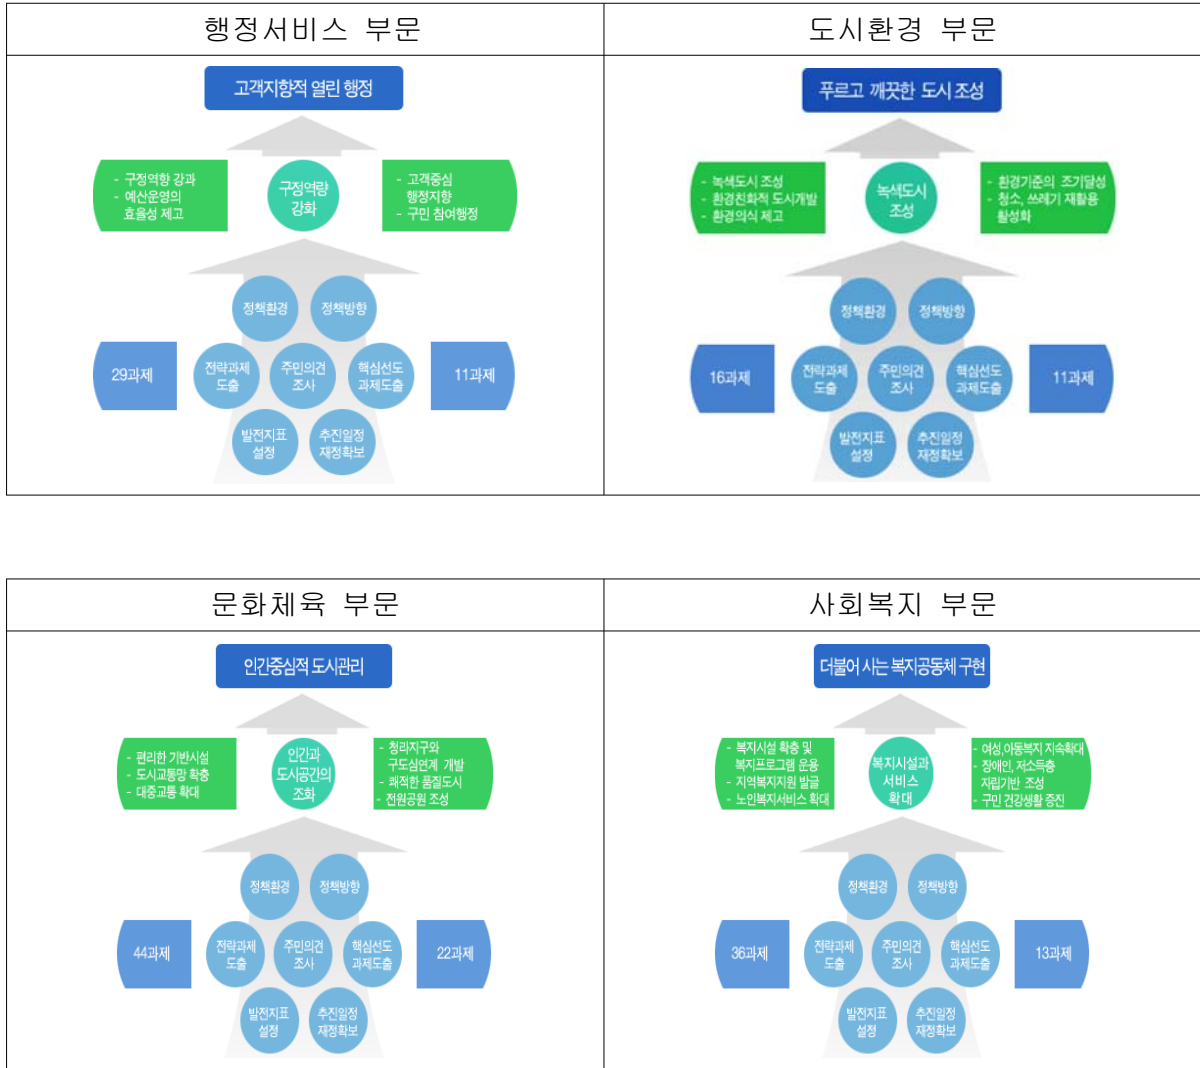 행정서비스 부문
고객지향적 열린 행정
- 구정역향 강과
- 예산운영의
효율성 제고
구정역량
강화
- 고객중심
행정지향
- 구민 참여행정
정책환경
정책방향
29과제
전략과제
도출
주민의견
조사
핵심선도
과제도출
11과제
발전지표
설정
추진일정
재정확보
도시환경 부문
푸르고 깨끗한 도시 조성
- 녹색도시 조성
- 환경친화적 도시개발
- 환경의식 제고
녹색도시
조성
- 환경기준의 조기달성
- 청소, 쓰레기 재활용
활성화
정책환경
정책방향
16과제
전략과제
도출
주민의견
조사
핵심선도
과제도출
11과제
발전지표
설정
추진일정
재정확보
문화체육 부문
인간중심적 도시관리
- 편리한 기반시설
- 도시교통망 확충
- 대중교통 확대
인간과
도시공간의
조화
- 청라지구와
구도심연계 개발
- 쾌적한 품질도시
- 전원공원 조성
정책환경
정책방향
44과제
전략과제
도출
주민의견
조사
핵심선도
과제도출
22과제
발전지표
설정
추진일정
재정확보
사회복지 부문
더불어 사는 복지공동체 구현
- 복지시설 확충 및
복지프로그램 운용
- 지역복지지원 발글
- 노인복지서비스 확대
복지시설과
서비스
확대
- 여성,아동복지 지속확대
- 장애인, 저소득층
자립기반 조성
- 구민 건강생활 증진
정책환경
정책방향
36과제
전략과제
도출
주민의견
조사
핵심선도
과제도출
13과제
발전지표
설정
추진일정
재정확보